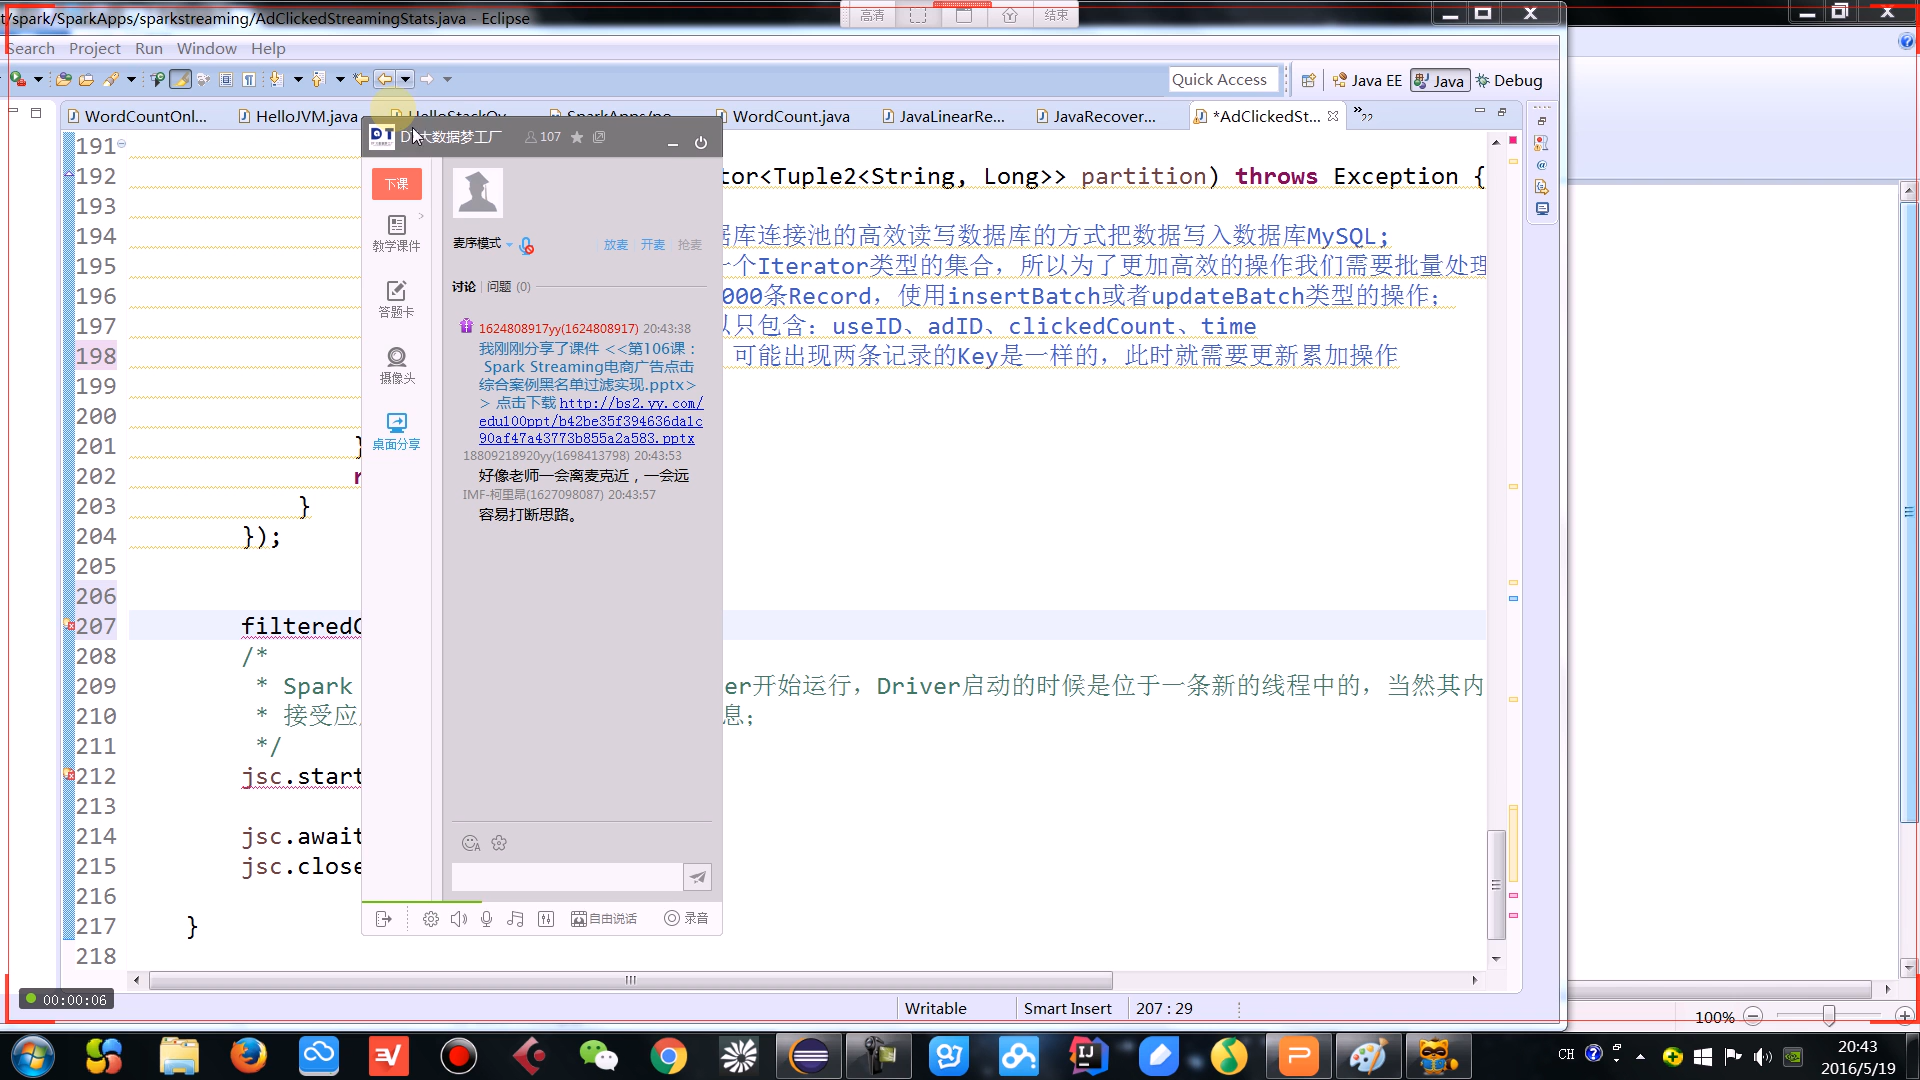 t/spark/SparkApps/sparkstreaming/AdClickedStreamingStats.java - Eclipse
高清 结束
Search Project Run Window Help
Quick Access Java EE Java Debug
WordCountOnl... HelloJVM.java HelloStackOv SparkApps/po WordCount.java JavaLinearRe... JavaRecover... *AdClickedSt... »22
DT大数据梦工厂 107
下课
教学课件
答题卡
摄像头
桌面分享
麦序模式 放麦 开麦 抢麦
讨论 问题 (0)
1624808917yy(1624808917) 20:43:38
我刚刚分享了课件 <<第106课：
Spark Streaming电商广告点击
综合案例黑名单过滤实现.pptx>
> 点击下载 http://bs2.yy.com/
edu100ppt/b42be35f394636da1c
90af47a43773b855a2a583.pptx
18809218920yy(1698413798) 20:43:53
好像老师一会离麦克近，一会远
IMF-柯里昂(1627098087) 20:43:57
容易打断思路。
自由说话 录音
191
192 tor<Tuple2<String, Long>> partition) throws Exception {
193
194 据库连接池的高效读写数据库的方式把数据写入数据库MySQL;
195 一个Iterator类型的集合，所以为了更加高效的操作我们需要批量处理
196 000条Record，使用insertBatch或者updateBatch类型的操作;
197 以只包含：useID、adID、clickedCount、time
198 可能出现两条记录的Key是一样的，此时就需要更新累加操作
199
200
201 }
202 r
203 }
204 });
205
206
207 filteredC
208 /*
209 * Spark er开始运行，Driver启动的时候是位于一条新的线程中的，当然其内
210 * 接受应 息;
211 */
212 jsc.start
213
214 jsc.await
215 jsc.close
216
217 }
218
00:00:06
Writable Smart Insert 207 : 29
100%
CH 20:43
2016/5/19